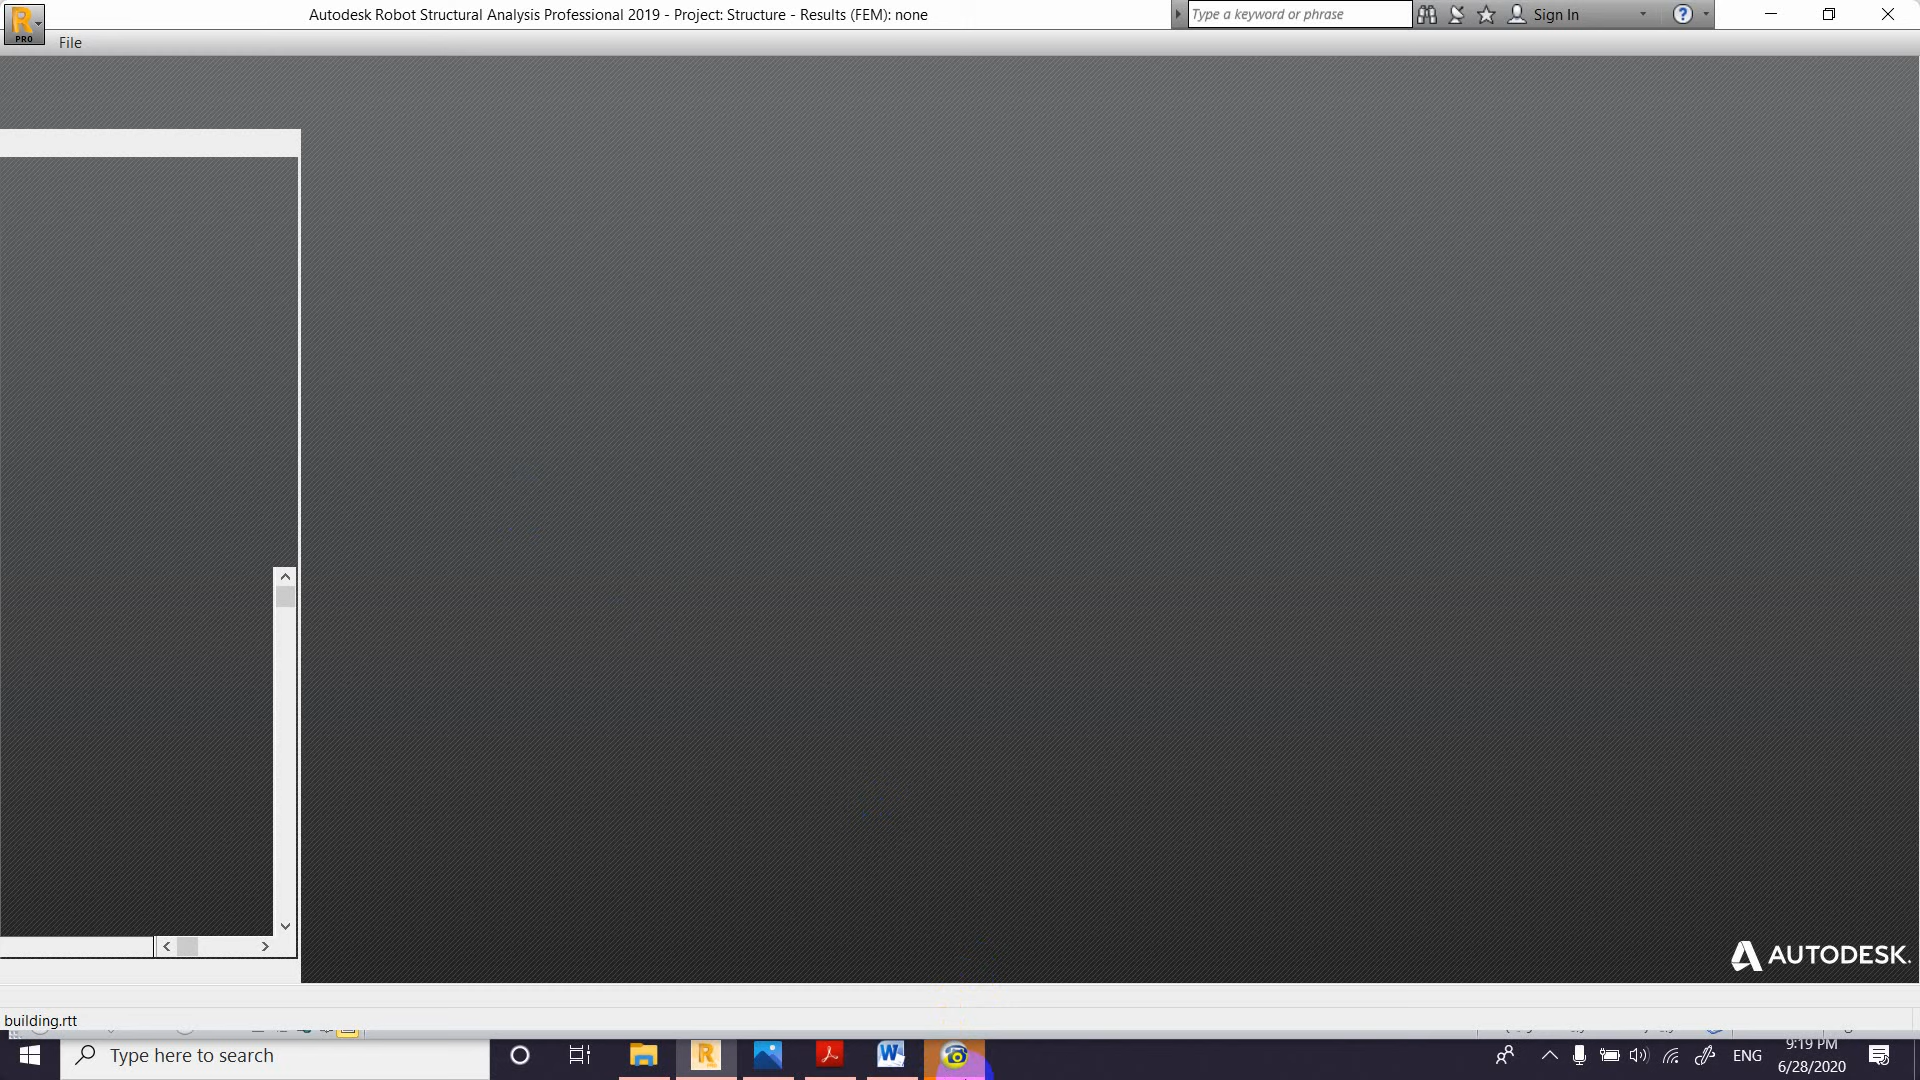 Autodesk Robot Structural Analysis Professional 2019 - Project: Structure - Results (FEM): none
Type a keyword or phrase
Sign In
PRO
File
AUTODESK.
building.rtt
Type here to search
ENG
9:19 PM
6/28/2020